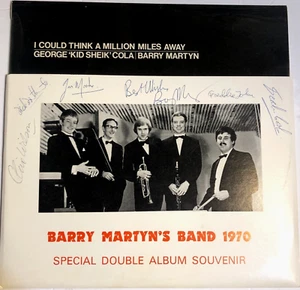 I COULD THINK A MILLION MILES AWAY
GEORGE 'KID SHEIK' COLA/BARRY MARTYN
Best Wishes
BARRY MARTYN'S BAND 1970
SPECIAL DOUBLE ALBUM SOUVENIR